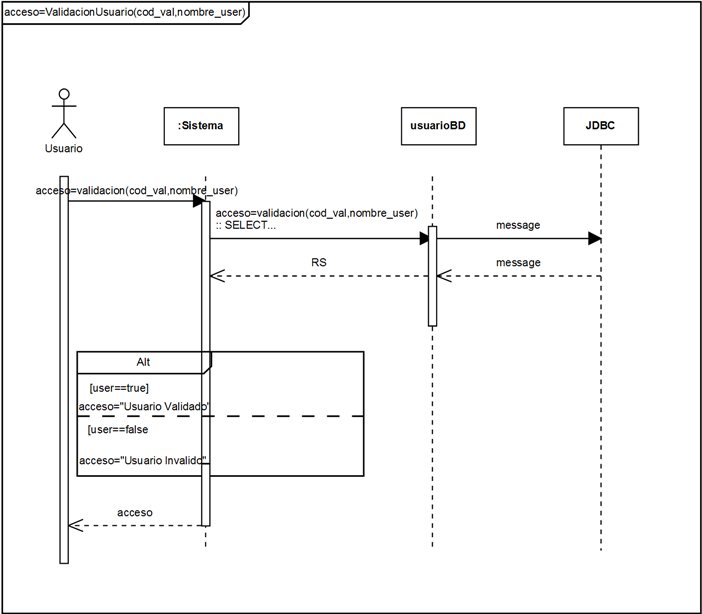 acceso=ValidacionUsuario(cod_val,nombre_user)
Usuario
:Sistema
usuarioBD
JDBC
acceso=validacion(cod_val,nombre_user)
acceso=validacion(cod_val,nombre_user)
:: SELECT...
message
RS
message
Alt
[user==true]
acceso="Usuario Validado"
[user==false
acceso="Usuario Invalido"
acceso